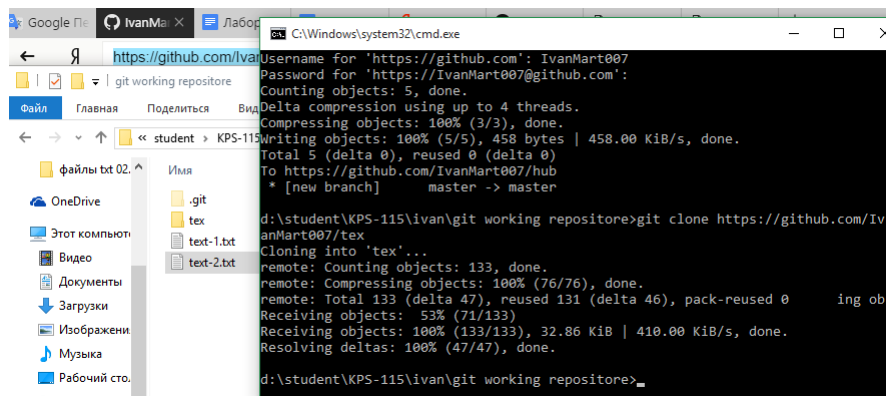 Google Пе
IvanMa
Лабор
C:\Windows\system32\cmd.exe
Я
https://github.com/Ivan
git working repositore
Файл Главная Поделиться Вид
« student › KPS-115
файлы txt 02.
OneDrive
Этот компьют
Видео
Документы
Загрузки
Изображени
Музыка
Рабочий сто.
Имя
.git
tex
text-1.txt
text-2.txt
Username for 'https://github.com': IvanMart007
Password for 'https://IvanMart007@github.com':
Counting objects: 5, done.
Delta compression using up to 4 threads.
Compressing objects: 100% (3/3), done.
Writing objects: 100% (5/5), 458 bytes | 458.00 KiB/s, done.
Total 5 (delta 0), reused 0 (delta 0)
To https://github.com/IvanMart007/hub
* [new branch] master -> master
d:\student\KPS-115\ivan\git working repositore>git clone https://github.com/Iv
anMart007/tex
Cloning into 'tex'...
remote: Counting objects: 133, done.
remote: Compressing objects: 100% (76/76), done.
remote: Total 133 (delta 47), reused 131 (delta 46), pack-reused 0 ing ob
Receiving objects: 53% (71/133)
Receiving objects: 100% (133/133), 32.86 KiB | 410.00 KiB/s, done.
Resolving deltas: 100% (47/47), done.
d:\student\KPS-115\ivan\git working repositore>